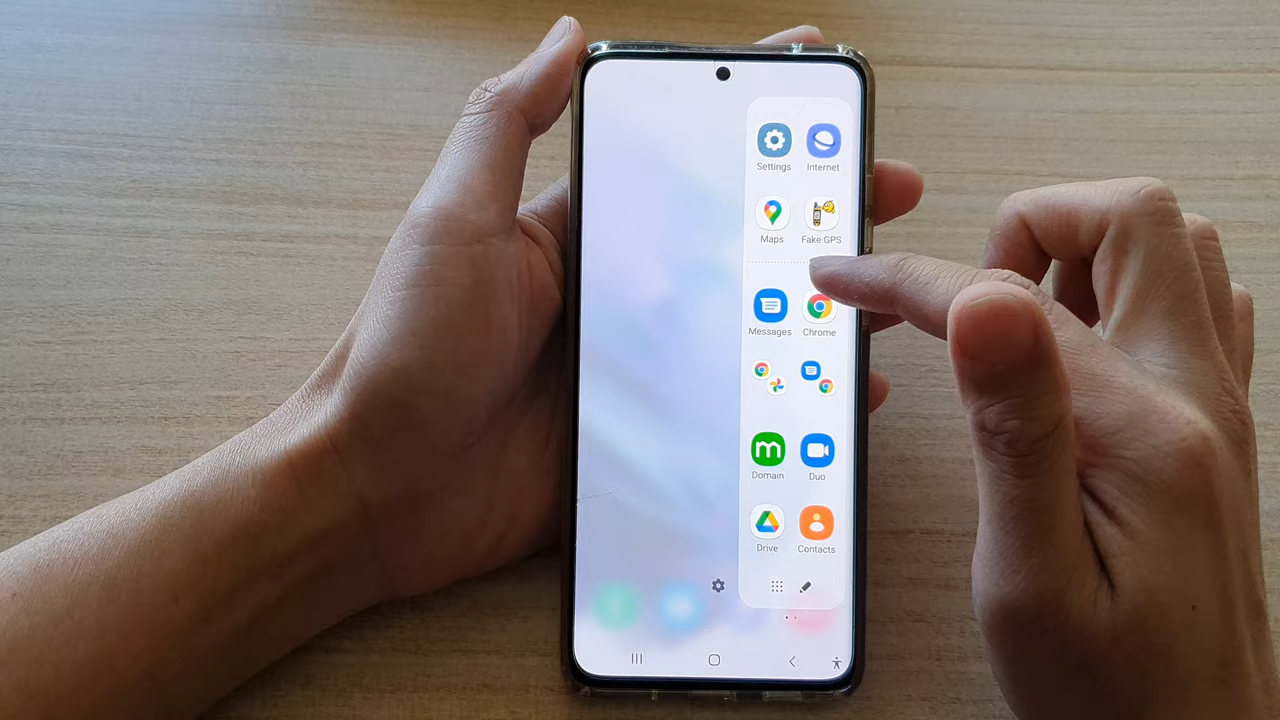 Settings Internet
Maps Fake GPS
Messages Chrome
m
Domain Duo
Drive Contacts